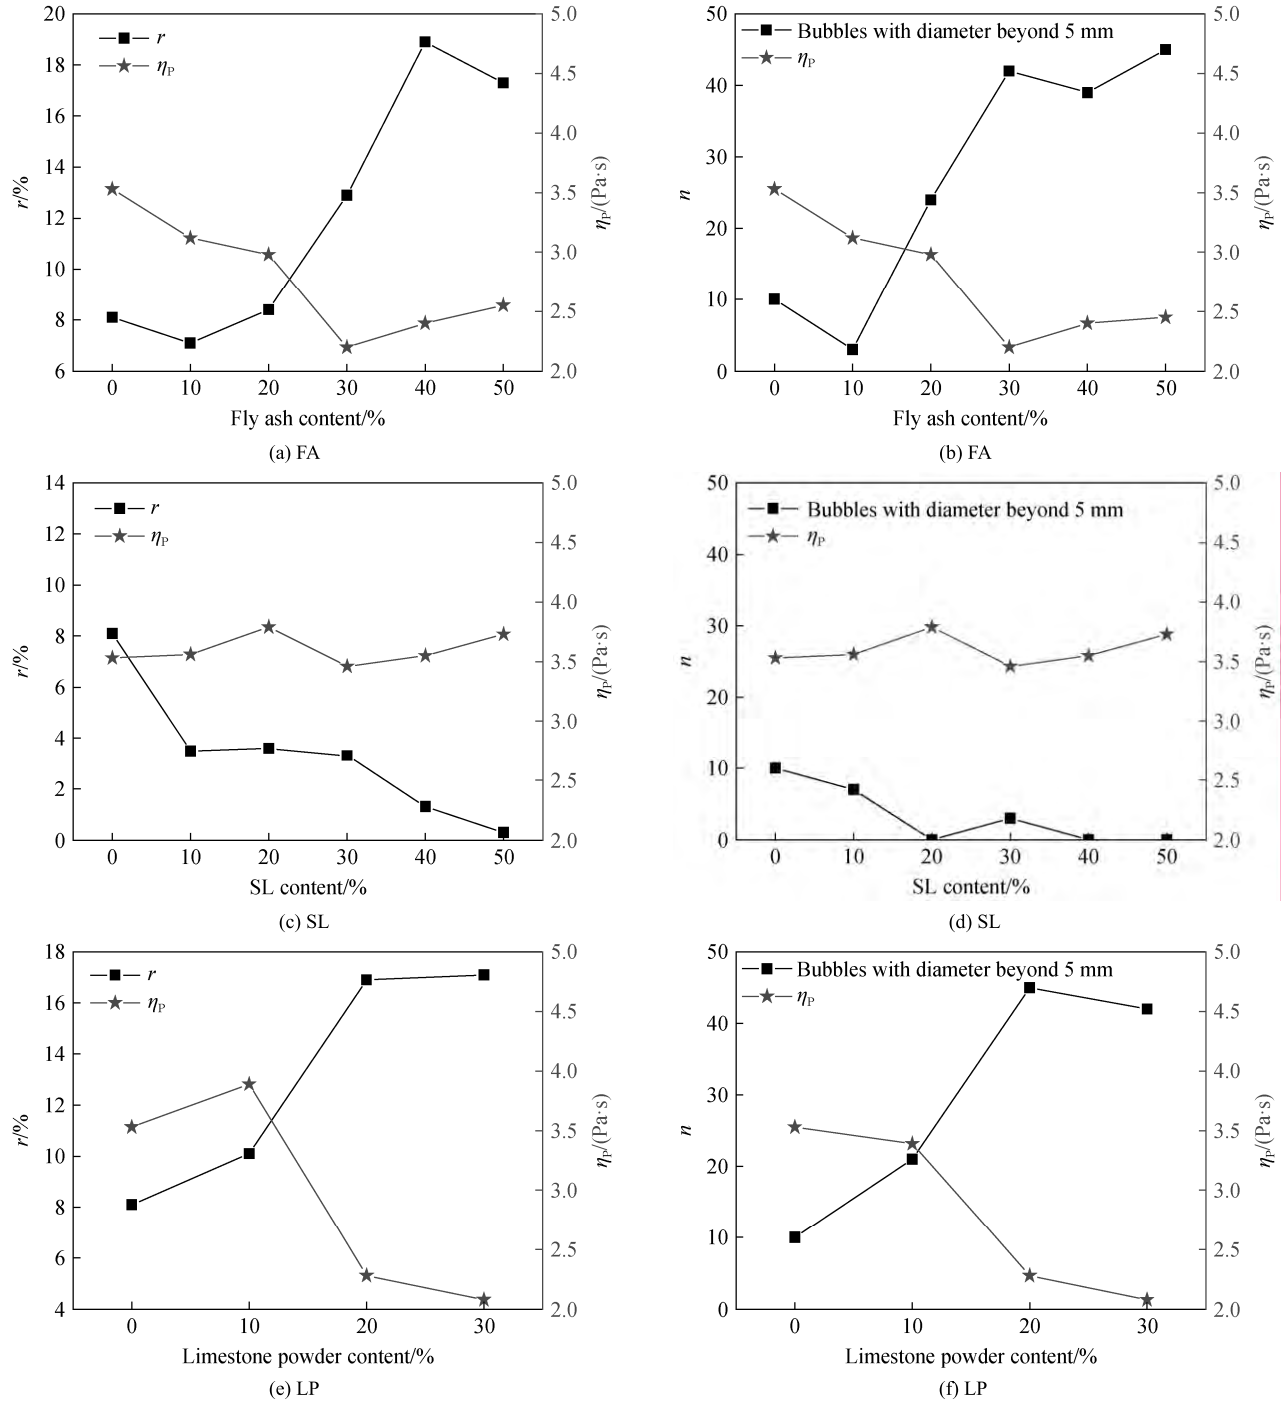 20
18
16
14
12
10
8
6
r/%
r
ηP
5.0
4.5
4.0
3.5
3.0
2.5
2.0
ηP/(Pa·s)
0 10 20 30 40 50
Fly ash content/%
(a) FA
50
40
30
20
10
0
n
Bubbles with diameter beyond 5 mm
ηP
5.0
4.5
4.0
3.5
3.0
2.5
2.0
ηP/(Pa·s)
0 10 20 30 40 50
Fly ash content/%
(b) FA
14
12
10
8
6
4
2
0
r/%
r
ηP
5.0
4.5
4.0
3.5
3.0
2.5
2.0
ηP/(Pa·s)
0 10 20 30 40 50
SL content/%
(c) SL
50
40
30
20
10
0
n
Bubbles with diameter beyond 5 mm
ηP
5.0
4.5
4.0
3.5
3.0
2.5
2.0
ηP/(Pa·s)
0 10 20 30 40 50
SL content/%
(d) SL
18
16
14
12
10
8
6
4
r/%
r
ηP
5.0
4.5
4.0
3.5
3.0
2.5
2.0
ηP/(Pa·s)
0 10 20 30
Limestone powder content/%
(e) LP
50
40
30
20
10
0
n
Bubbles with diameter beyond 5 mm
ηP
5.0
4.5
4.0
3.5
3.0
2.5
2.0
ηP/(Pa·s)
0 10 20 30
Limestone powder content/%
(f) LP